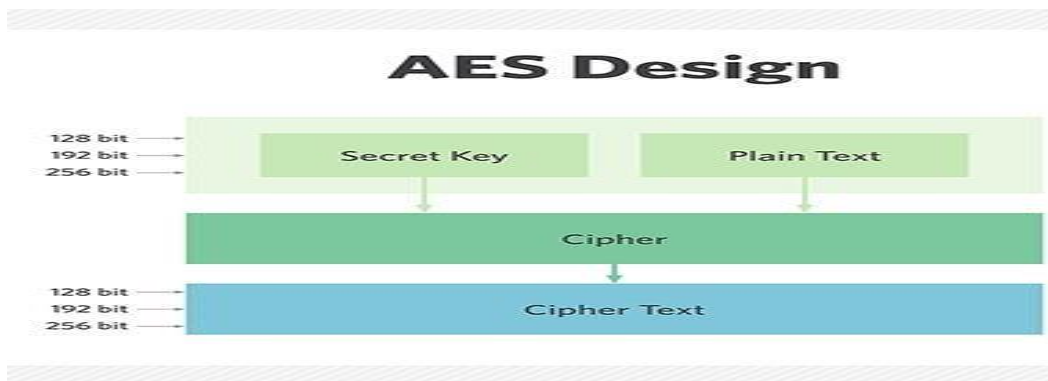 AES Design
128 bit
192 bit
256 bit
Secret Key
Plain Text
Cipher
128 bit
192 bit
256 bit
Cipher Text